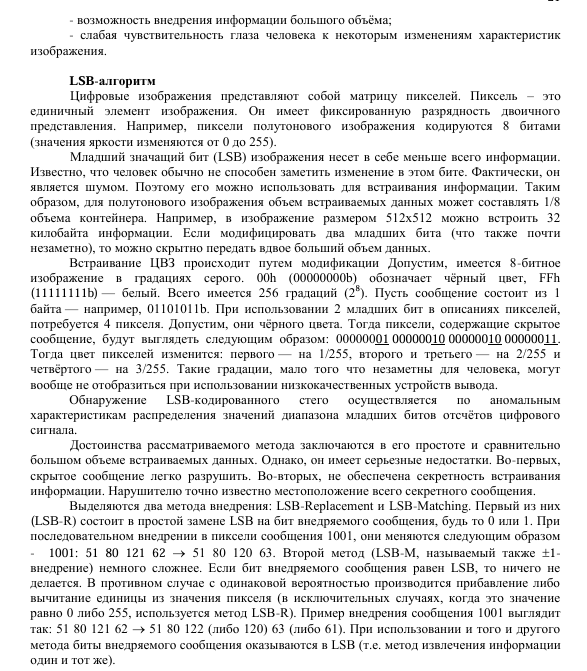 - возможность внедрения информации большого объёма;
- слабая чувствительность глаза человека к некоторым изменениям характеристик
изображения.
LSB-алгоритм
Цифровые изображения представляют собой матрицу пикселей. Пиксель – это
единичный элемент изображения. Он имеет фиксированную разрядность двоичного
представления. Например, пиксели полутонового изображения кодируются 8 битами
(значения яркости изменяются от 0 до 255).
Младший значащий бит (LSB) изображения несет в себе меньше всего информации.
Известно, что человек обычно не способен заметить изменение в этом бите. Фактически, он
является шумом. Поэтому его можно использовать для встраивания информации. Таким
образом, для полутонового изображения объем встраиваемых данных может составлять 1/8
объема контейнера. Например, в изображение размером 512х512 можно встроить 32
килобайта информации. Если модифицировать два младших бита (что также почти
незаметно), то можно скрытно передать вдвое больший объем данных.
Встраивание ЦВЗ происходит путем модификации Допустим, имеется 8-битное
изображение в градациях серого. 00h (00000000b) обозначает чёрный цвет, FFh
(11111111b) — белый. Всего имеется 256 градаций (2⁸). Пусть сообщение состоит из 1
байта — например, 01101011b. При использовании 2 младших бит в описаниях пикселей,
потребуется 4 пикселя. Допустим, они чёрного цвета. Тогда пиксели, содержащие скрытое
сообщение, будут выглядеть следующим образом: 00000001 00000010 00000010 00000011.
Тогда цвет пикселей изменится: первого — на 1/255, второго и третьего — на 2/255 и
четвёртого — на 3/255. Такие градации, мало того что незаметны для человека, могут
вообще не отобразиться при использовании низкокачественных устройств вывода.
Обнаружение LSB-кодированного стего осуществляется по аномальным
характеристикам распределения значений диапазона младших битов отсчётов цифрового
сигнала.
Достоинства рассматриваемого метода заключаются в его простоте и сравнительно
большом объеме встраиваемых данных. Однако, он имеет серьезные недостатки. Во-первых,
скрытое сообщение легко разрушить. Во-вторых, не обеспечена секретность встраивания
информации. Нарушителю точно известно местоположение всего секретного сообщения.
Выделяются два метода внедрения: LSB-Replacement и LSB-Matching. Первый из них
(LSB-R) состоит в простой замене LSB на бит внедряемого сообщения, будь то 0 или 1. При
последовательном внедрении в пиксели сообщения 1001, они меняются следующим образом
- 1001: 51 80 121 62 → 51 80 120 63. Второй метод (LSB-M, называемый также ±1-
внедрение) немного сложнее. Если бит внедряемого сообщения равен LSB, то ничего не
делается. В противном случае с одинаковой вероятностью производится прибавление либо
вычитание единицы из значения пикселя (в исключительных случаях, когда это значение
равно 0 либо 255, используется метод LSB-R). Пример внедрения сообщения 1001 выглядит
так: 51 80 121 62 → 51 80 122 (либо 120) 63 (либо 61). При использовании и того и другого
метода биты внедряемого сообщения оказываются в LSB (т.е. метод извлечения информации
один и тот же).